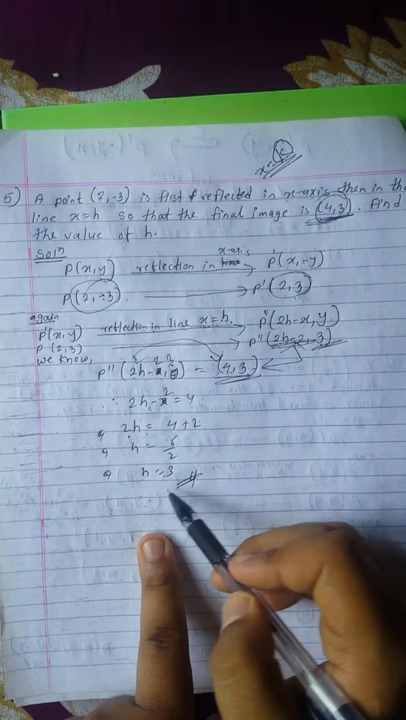 5) A point (2,-3) is first reflected in x-axis then in the
line x=h so that the final image is (4,3). Find
the value of h.
Soln
P(x,y) reflection in x-axis → P'(x,-y)
P(2,-3) → P'(2,3)
again
P'(x,y) reflection in line x=h. → P''(2h-x,y)
P (2,3) → P''(2h-2, 3)
we know,
P''(2h-2, 3) = (4,3)
∴ 2h-2=4
2h = 4+2
h = 6/2
h=3